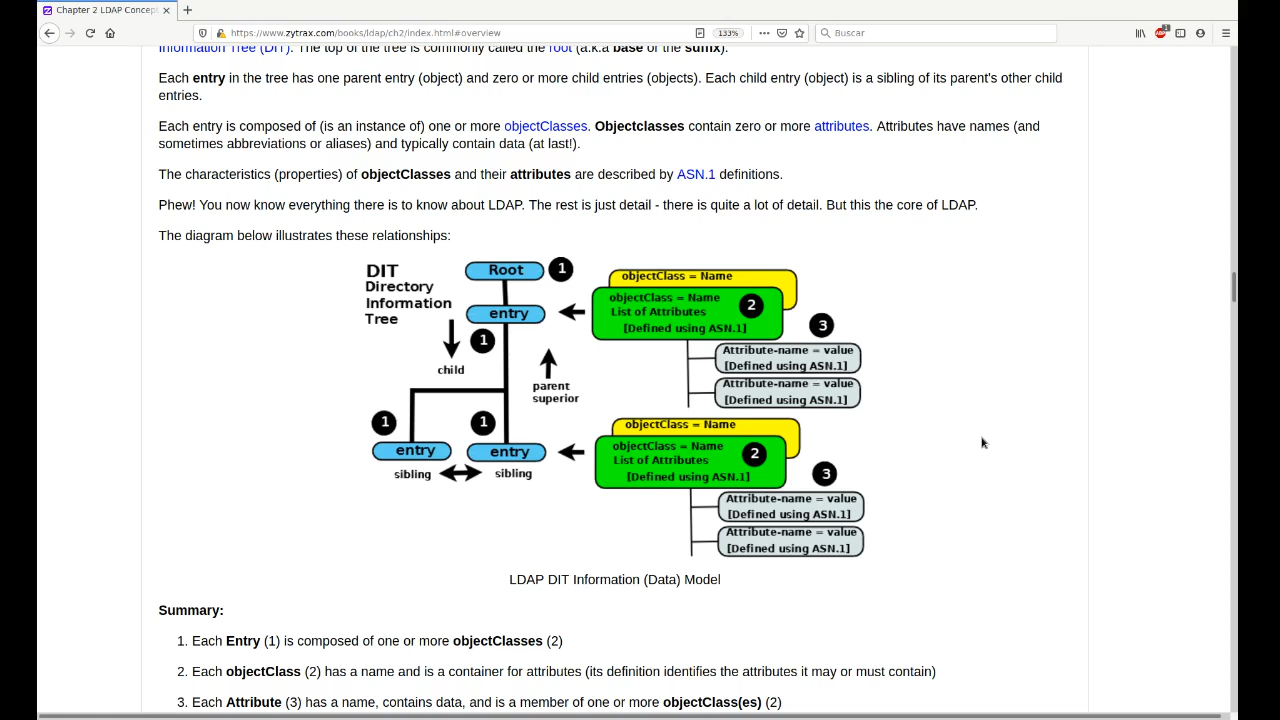 Chapter 2 LDAP Concep
https://www.zytrax.com/books/ldap/ch2/index.html#overview
133%
Buscar
Information Tree (DIT). The top of the tree is commonly called the root (a.k.a base or the suffix).
Each entry in the tree has one parent entry (object) and zero or more child entries (objects). Each child entry (object) is a sibling of its parent's other child
entries.
Each entry is composed of (is an instance of) one or more objectClasses. Objectclasses contain zero or more attributes. Attributes have names (and
sometimes abbreviations or aliases) and typically contain data (at last!).
The characteristics (properties) of objectClasses and their attributes are described by ASN.1 definitions.
Phew! You now know everything there is to know about LDAP. The rest is just detail - there is quite a lot of detail. But this the core of LDAP.
The diagram below illustrates these relationships:
DIT
Directory
Information
Tree
Root
1
entry
1
child
parent
superior
1
1
entry
entry
sibling
sibling
objectClass = Name
objectClass = Name
List of Attributes
[Defined using ASN.1]
2
3
Attribute-name = value
[Defined using ASN.1]
Attribute-name = value
[Defined using ASN.1]
objectClass = Name
objectClass = Name
List of Attributes
[Defined using ASN.1]
2
3
Attribute-name = value
[Defined using ASN.1]
Attribute-name = value
[Defined using ASN.1]
LDAP DIT Information (Data) Model
Summary:
1. Each Entry (1) is composed of one or more objectClasses (2)
2. Each objectClass (2) has a name and is a container for attributes (its definition identifies the attributes it may or must contain)
3. Each Attribute (3) has a name, contains data, and is a member of one or more objectClass(es) (2)